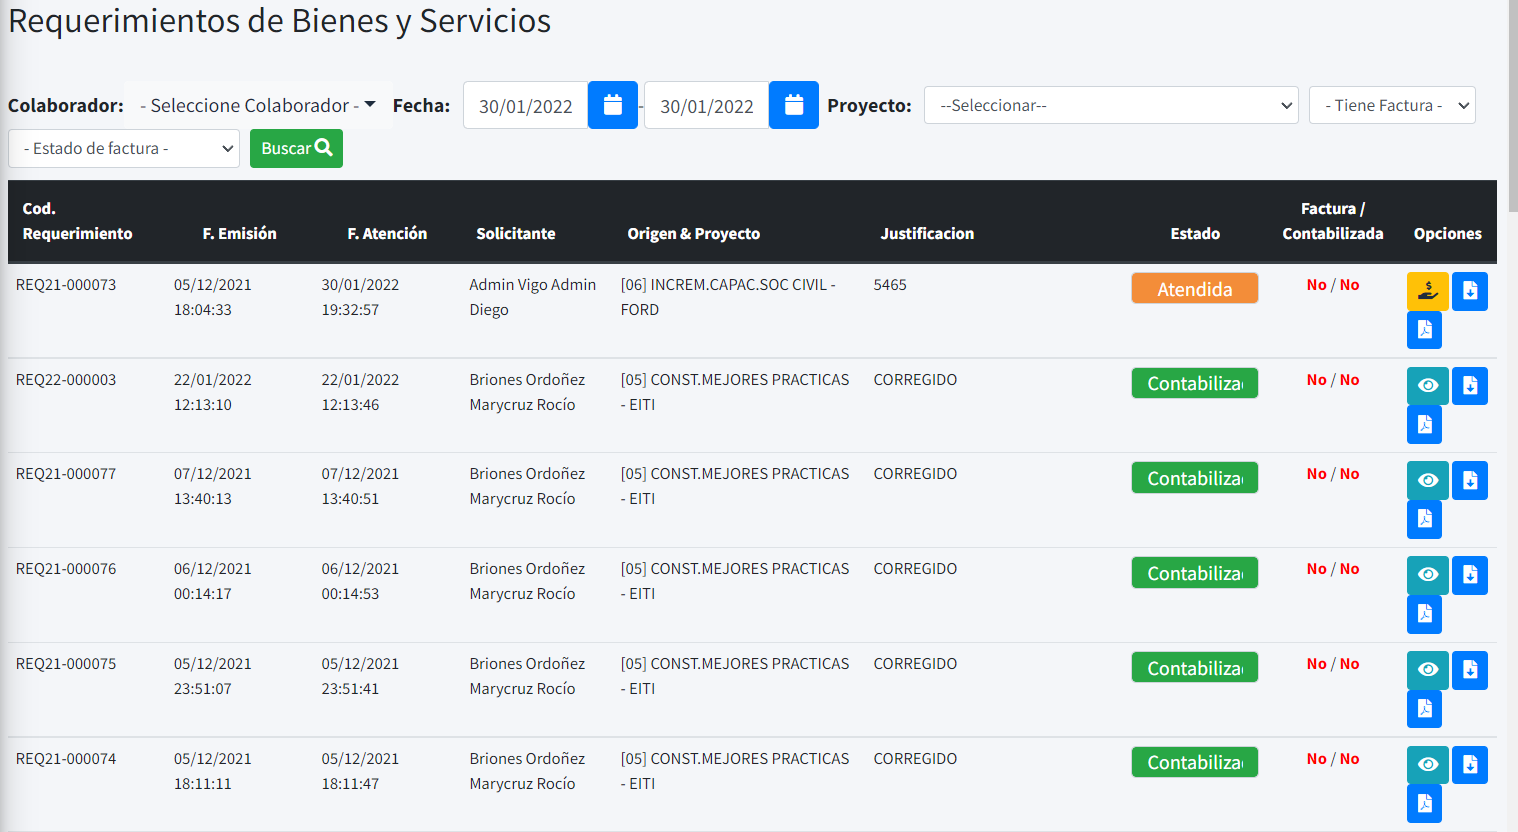 Requerimientos de Bienes y Servicios
Colaborador: - Seleccione Colaborador - Fecha: 30/01/2022 - 30/01/2022 Proyecto: --Seleccionar-- - Tiene Factura -
- Estado de factura - Buscar
Cod. Requerimiento F. Emisión F. Atención Solicitante Origen & Proyecto Justificacion Estado Factura / Contabilizada Opciones
REQ21-000073 05/12/2021 30/01/2022 Admin Vigo Admin [06] INCREM.CAPAC.SOC CIVIL - 5465 Atendida No / No
18:04:33 19:32:57 Diego FORD
REQ22-000003 22/01/2022 22/01/2022 Briones Ordoñez [05] CONST.MEJORES PRACTICAS CORREGIDO Contabiliza No / No
12:13:10 12:13:46 Marycruz Rocío - EITI
REQ21-000077 07/12/2021 07/12/2021 Briones Ordoñez [05] CONST.MEJORES PRACTICAS CORREGIDO Contabiliza No / No
13:40:13 13:40:51 Marycruz Rocío - EITI
REQ21-000076 06/12/2021 06/12/2021 Briones Ordoñez [05] CONST.MEJORES PRACTICAS CORREGIDO Contabiliza No / No
00:14:17 00:14:53 Marycruz Rocío - EITI
REQ21-000075 05/12/2021 05/12/2021 Briones Ordoñez [05] CONST.MEJORES PRACTICAS CORREGIDO Contabiliza No / No
23:51:07 23:51:41 Marycruz Rocío - EITI
REQ21-000074 05/12/2021 05/12/2021 Briones Ordoñez [05] CONST.MEJORES PRACTICAS CORREGIDO Contabiliza No / No
18:11:11 18:11:47 Marycruz Rocío - EITI